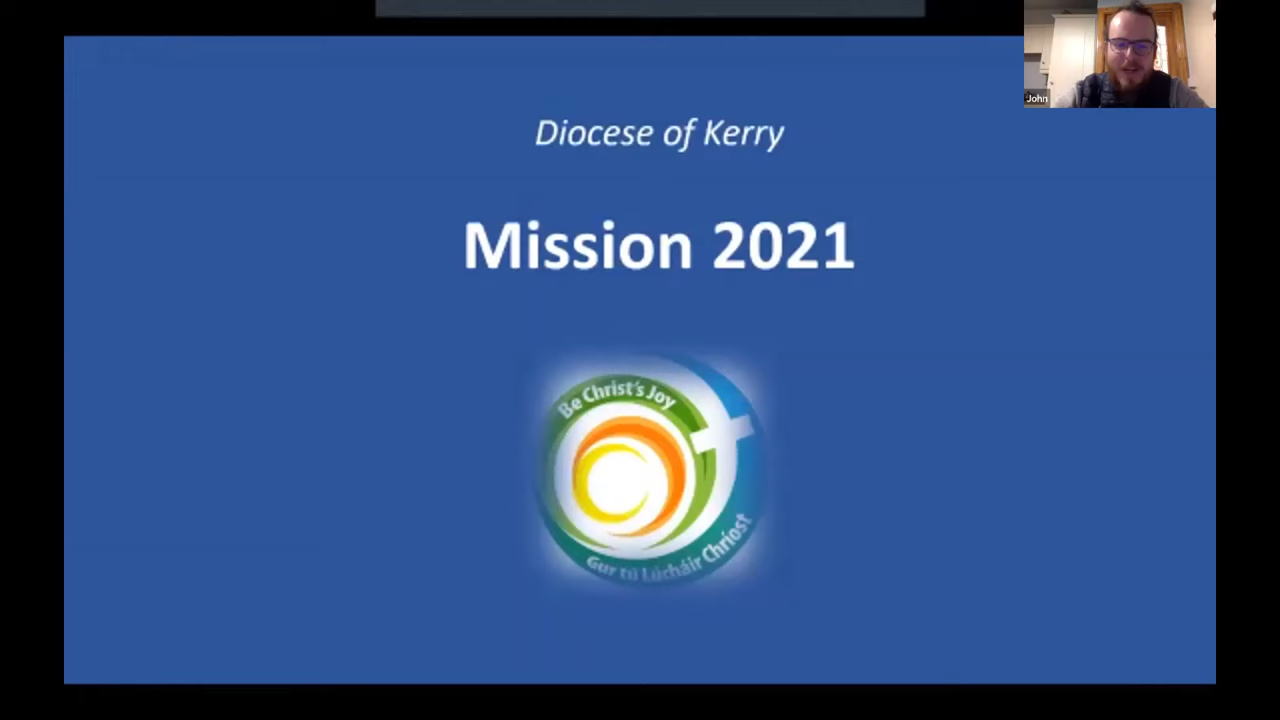 John
Diocese of Kerry
Mission 2021
Be Christ's Joy
Gur tú Lúcháir Chríost